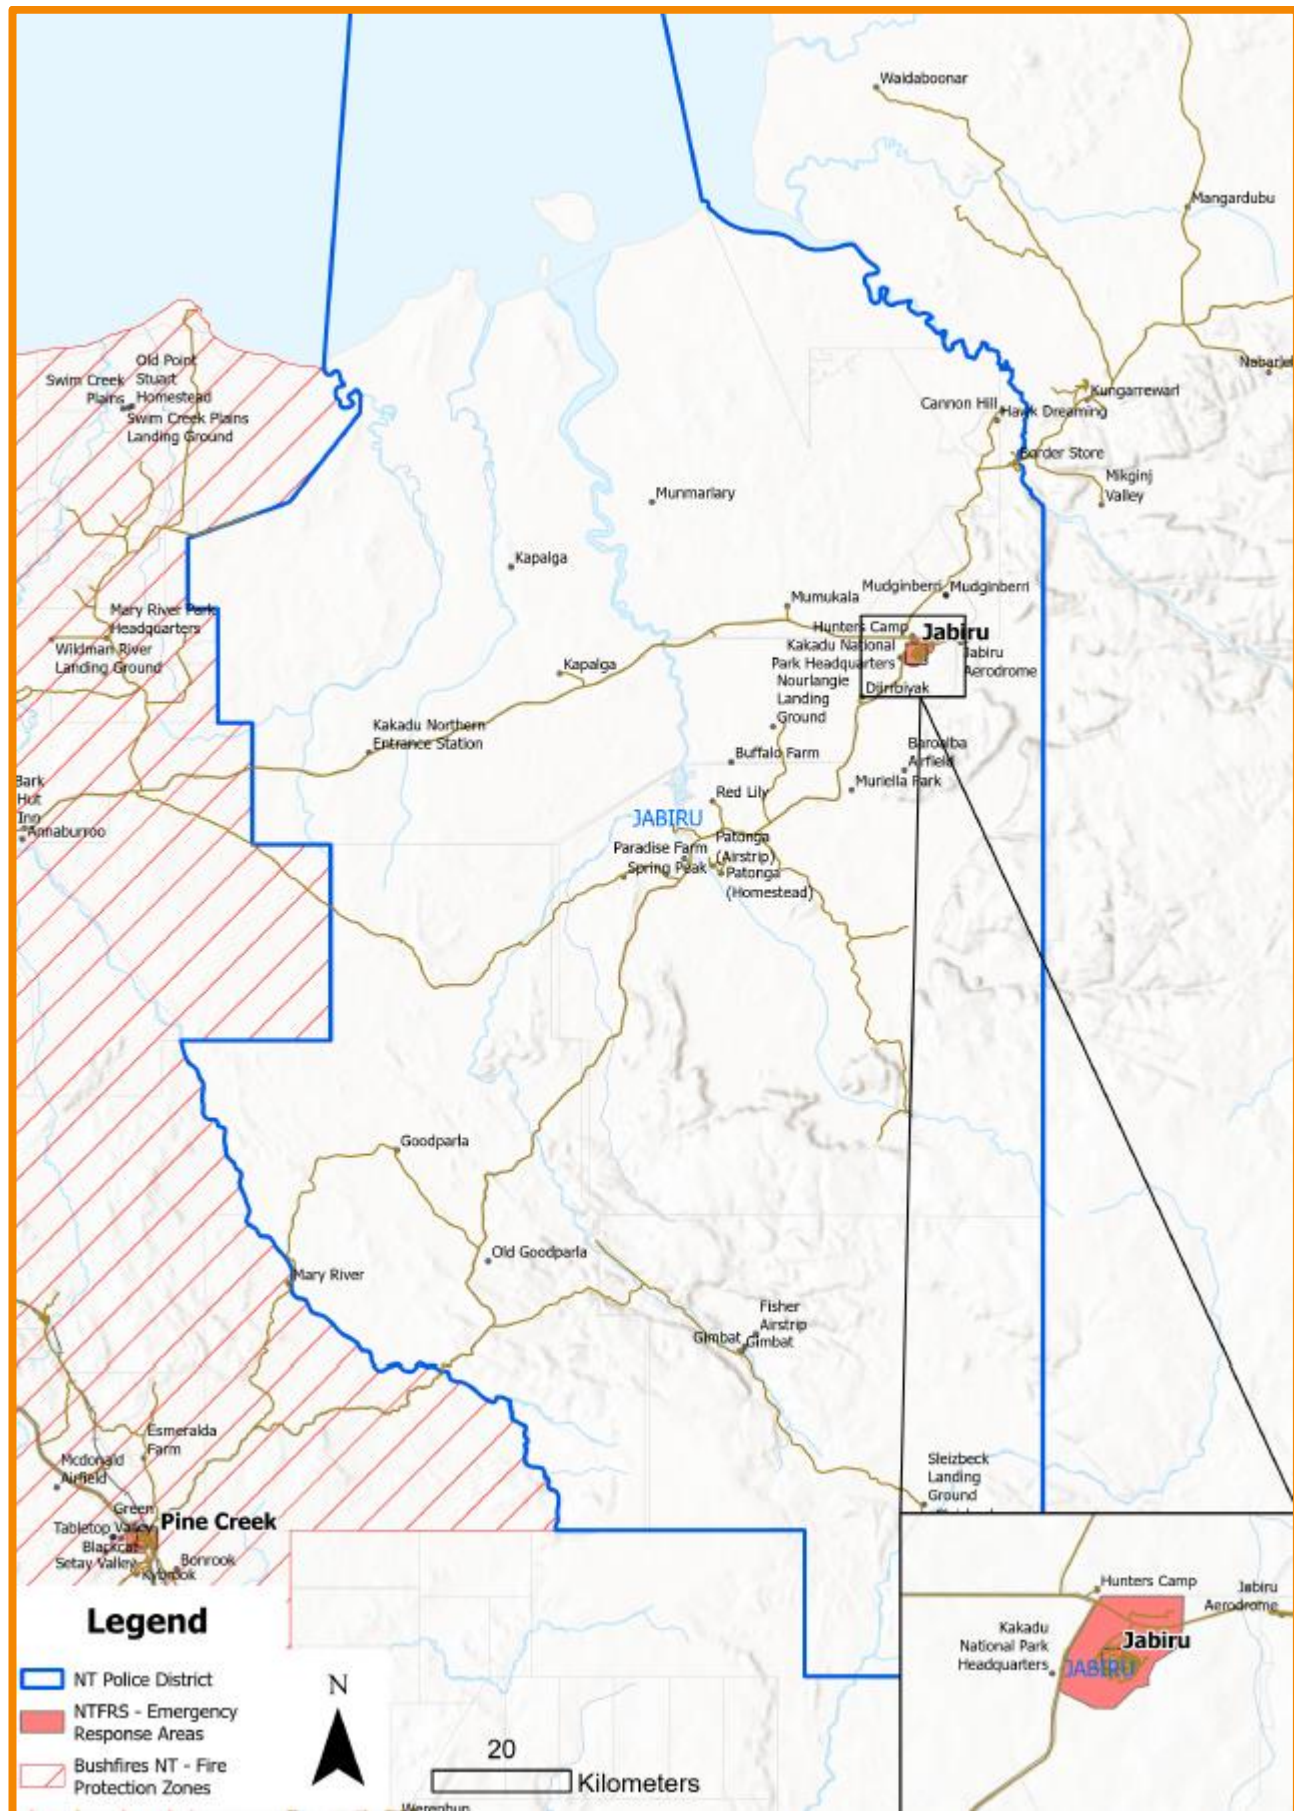 Waidaboonar
Mangardubu
Old Point
Stuart
Homestead
Swim Creek
Plains
Swim Creek Plains
Landing Ground
Kungarrewarl
Cannon Hill
Hawk Dreaming
Border Store
Mikginj
Valley
Munmarlary
Kapalga
Mudginberri
Mudginberri
Mumukala
Mary River Park
Headquarters
Wildman River
Landing Ground
Hunters Camp
Jabiru
Kakadu National
Park Headquarters
Jabiru
Aerodrome
Kapalga
Nourlangie
Landing
Ground
Djirrbiyak
Kakadu Northern
Entrance Station
Buffalo Farm
Baroalba
Airfield
Muriella Park
Bark
Hut
Inn
Annaburroo
Red Lily
JABIRU
Paradise Farm
Patonga
(Airstrip)
Spring Peak
Patonga
(Homestead)
Goodparla
Old Goodparla
Mary River
Fisher
Airstrip
Gimbat
Gimbat
Esmeralda
Farm
Mcdonald
Airfield
Sleizbeck
Landing
Ground
Green
Valley
Tabletop
Pine Creek
Blackcat
Setay Valley
Bonrook
Kybrook
Legend
NT Police District
NTFRS - Emergency
Response Areas
Bushfires NT - Fire
Protection Zones
N
20
Kilometers
Hunters Camp
Jabiru
Aerodrome
Kakadu
National Park
Headquarters
Jabiru
JABIRU